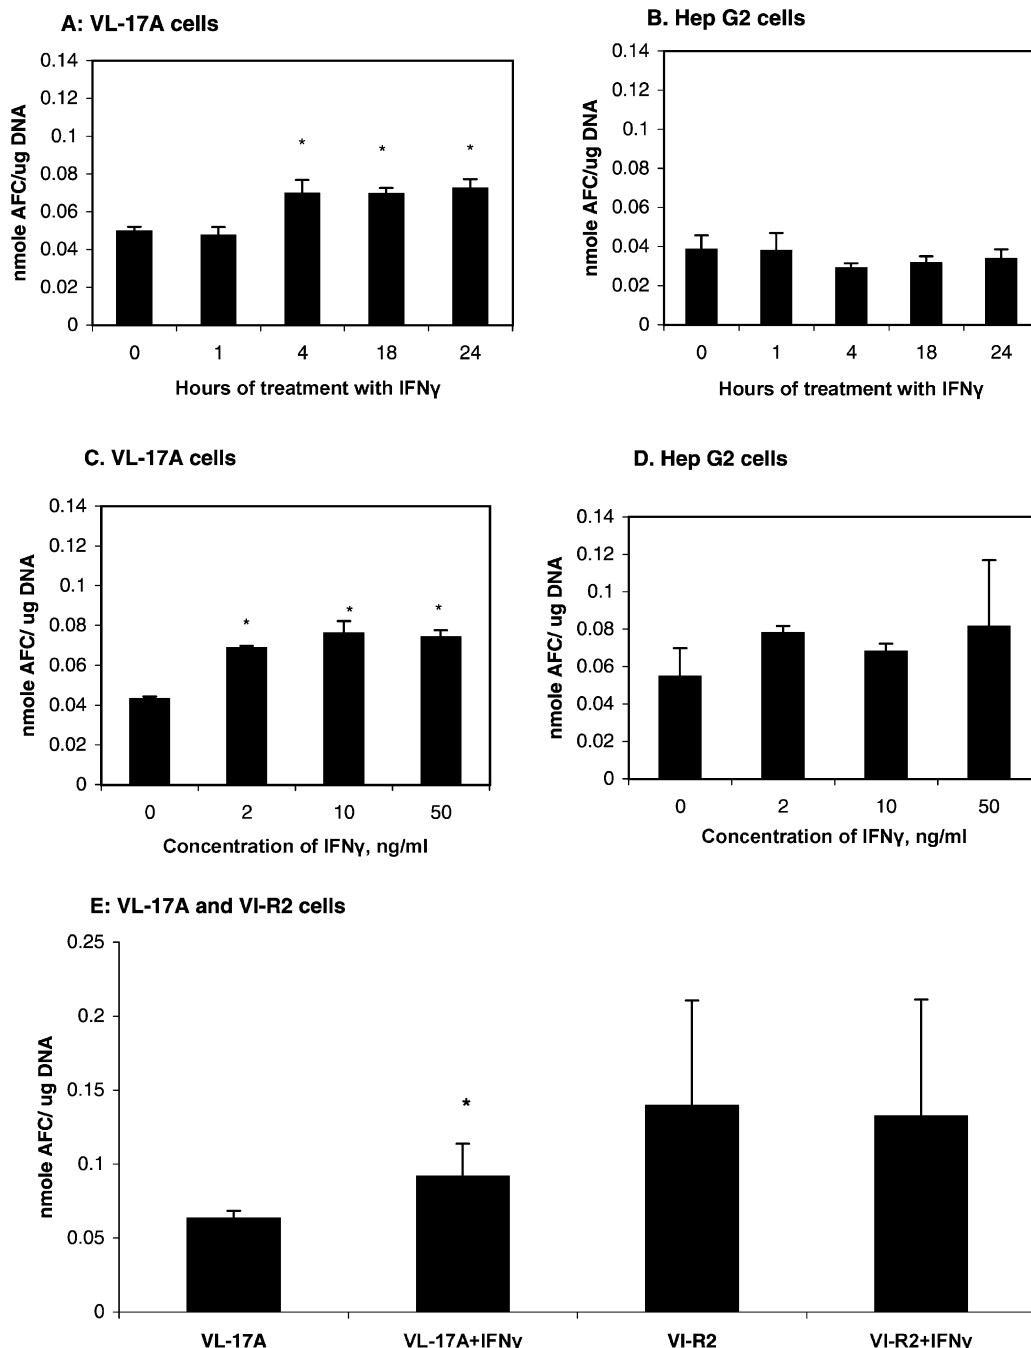 A: VL-17A cells
nmole AFC/ug DNA
0.14
0.12
0.1
0.08
0.06
0.04
0.02
0
*
*
*
0 1 4 18 24
Hours of treatment with IFNγ
B. Hep G2 cells
nmole AFC/ug DNA
0.14
0.12
0.1
0.08
0.06
0.04
0.02
0
0 1 4 18 24
Hours of treatment with IFNγ
C. VL-17A cells
nmole AFC/ ug DNA
0.14
0.12
0.1
0.08
0.06
0.04
0.02
0
*
*
*
0 2 10 50
Concentration of IFNγ, ng/ml
D. Hep G2 cells
nmole AFC/ ug DNA
0.14
0.12
0.1
0.08
0.06
0.04
0.02
0
0 2 10 50
Concentration of IFNγ, ng/ml
E: VL-17A and VI-R2 cells
nmole AFC/ ug DNA
0.25
0.2
0.15
0.1
0.05
0
*
VL-17A VL-17A+IFNγ VI-R2 VI-R2+IFNγ